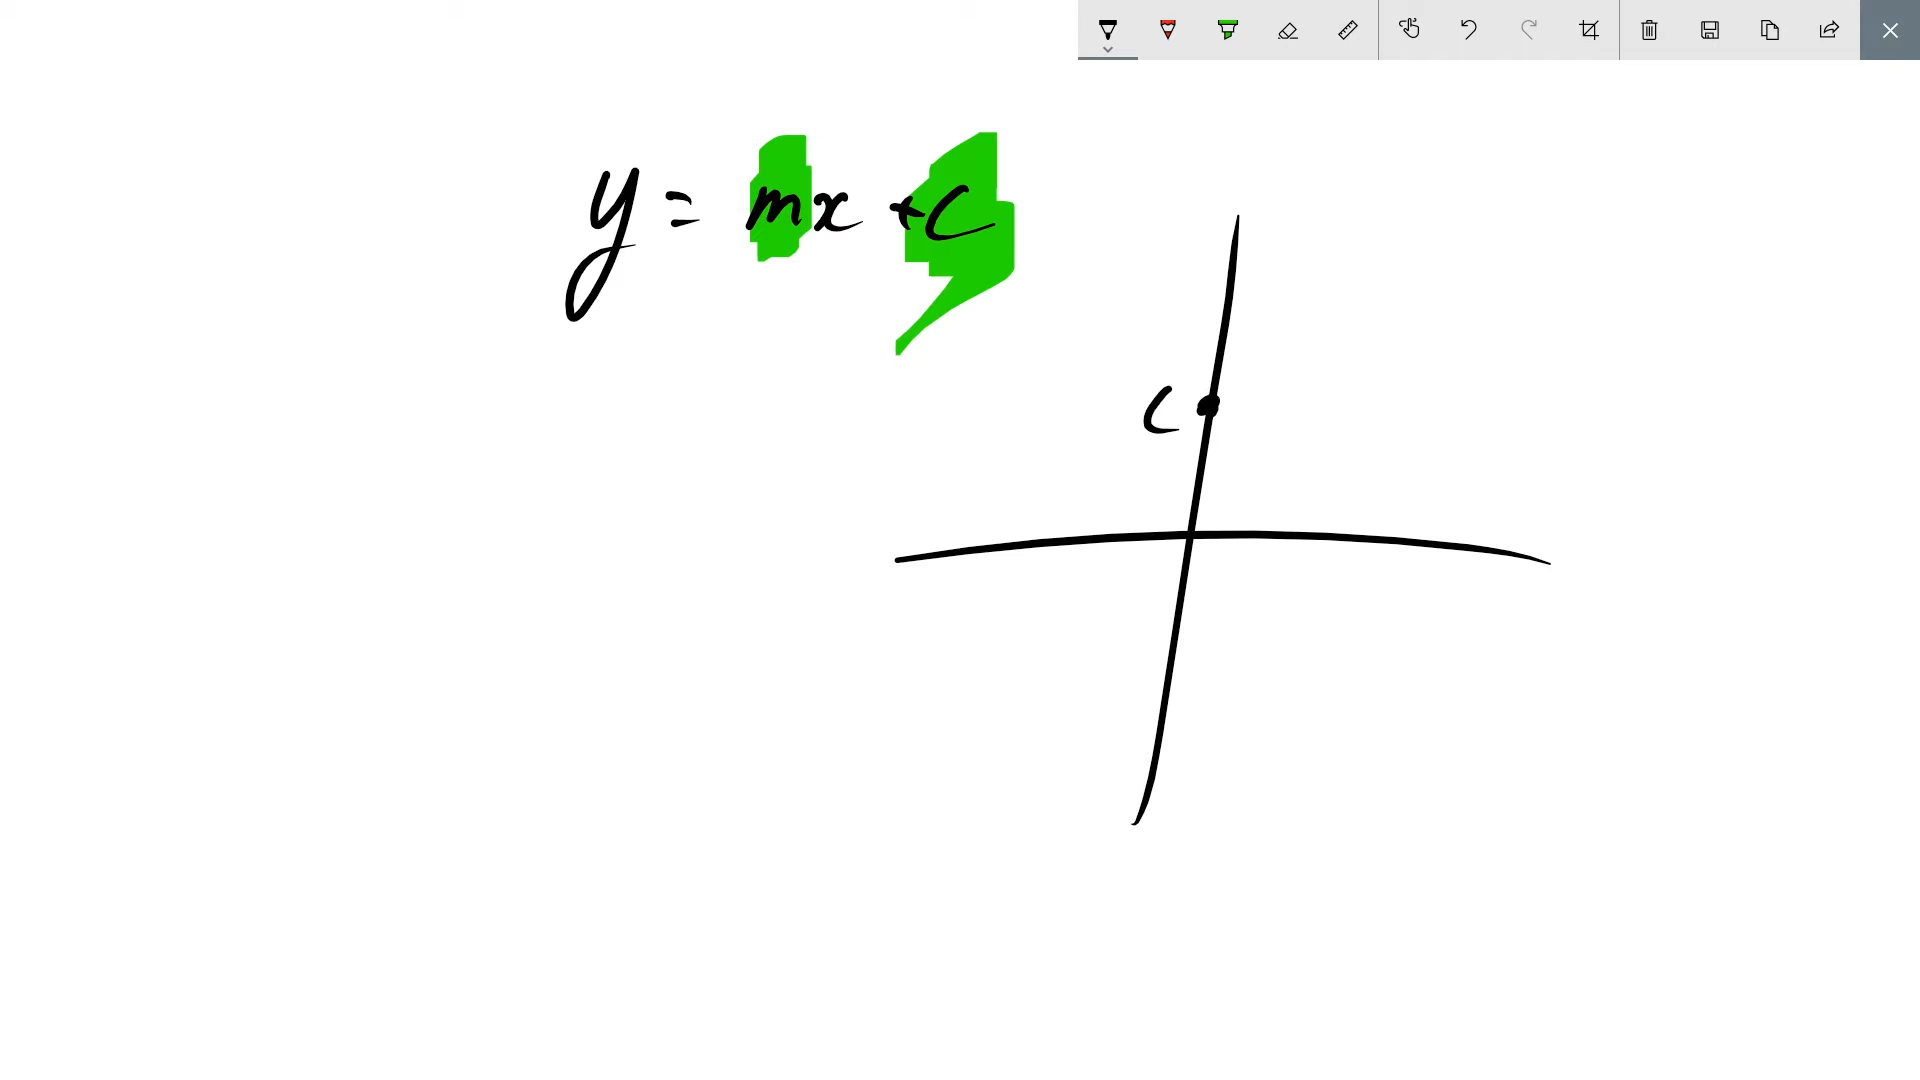 y = mx + c
c